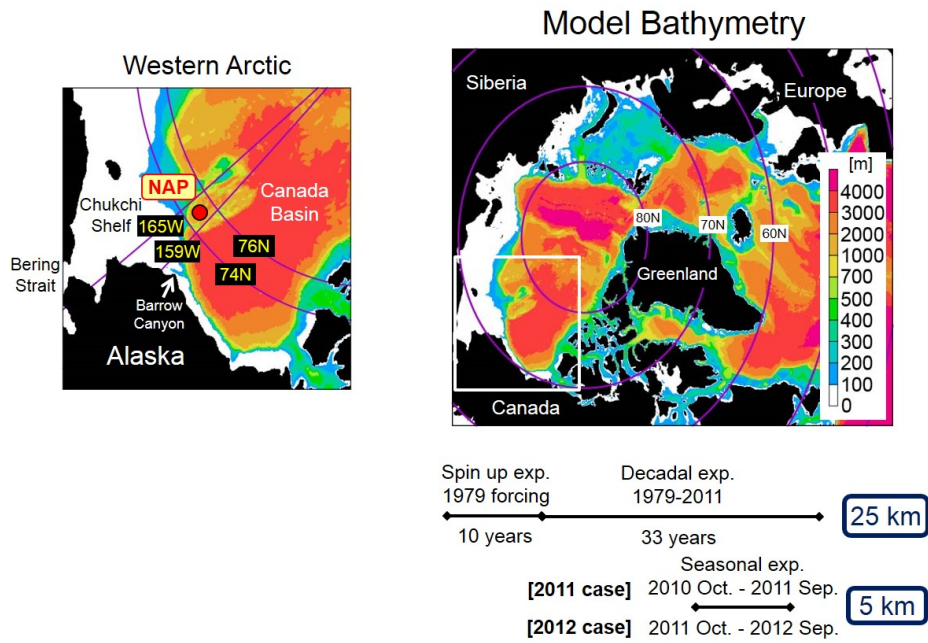 Model Bathymetry
Western Arctic
NAP
Chukchi
Shelf
Canada
Basin
165W
159W
76N
74N
Bering
Strait
Barrow
Canyon
Alaska
Siberia
Europe
80N
70N
60N
Greenland
Canada
[m]
4000
3000
2000
1000
700
500
400
300
200
100
0
Spin up exp.
1979 forcing
Decadal exp.
1979-2011
25 km
10 years
33 years
Seasonal exp.
[2011 case]
2010 Oct. - 2011 Sep.
5 km
[2012 case]
2011 Oct. - 2012 Sep.